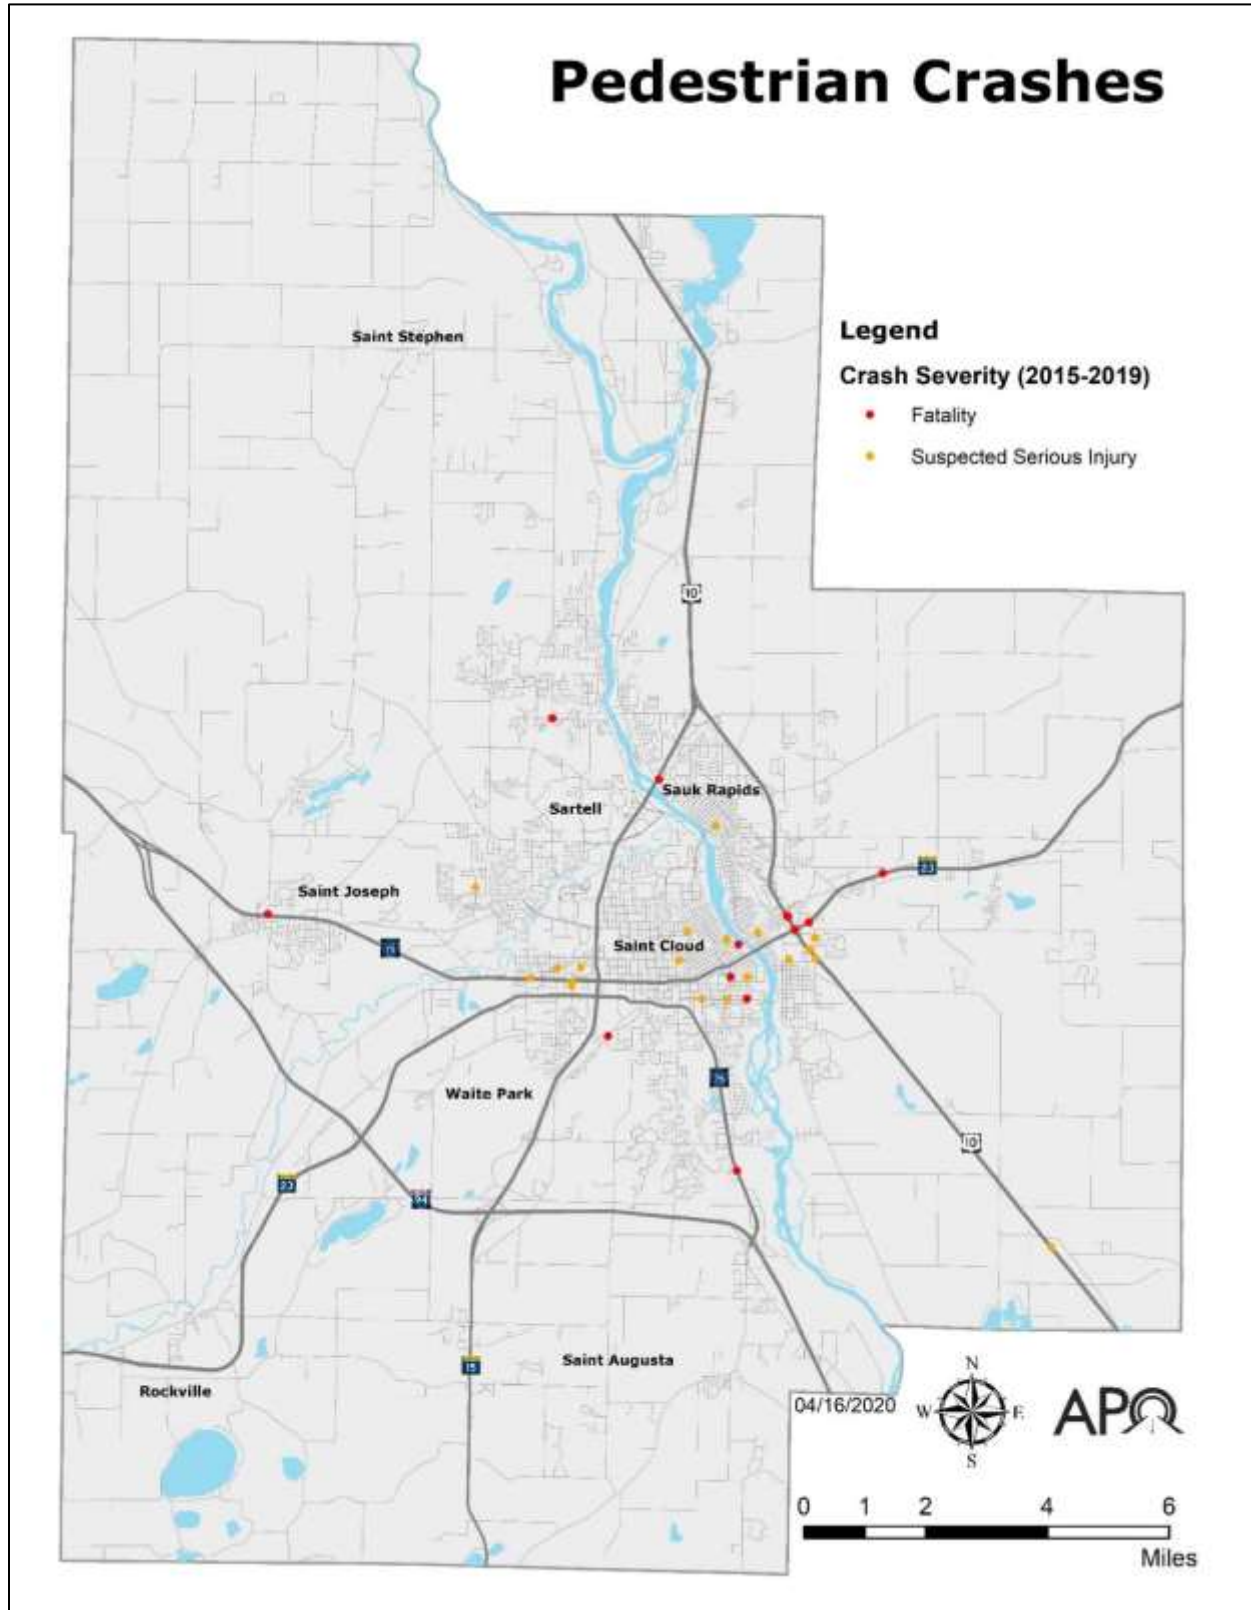 Pedestrian Crashes
Saint Stephen
Legend
Crash Severity (2015-2019)
Fatality
Suspected Serious Injury
10
Sauk Rapids
Sartell
23
Saint Joseph
Saint Cloud
75
75
Waite Park
10
23
94
Saint Augusta
15
Rockville
04/16/2020
N
W
E
S
APO
0 1 2 4 6
Miles